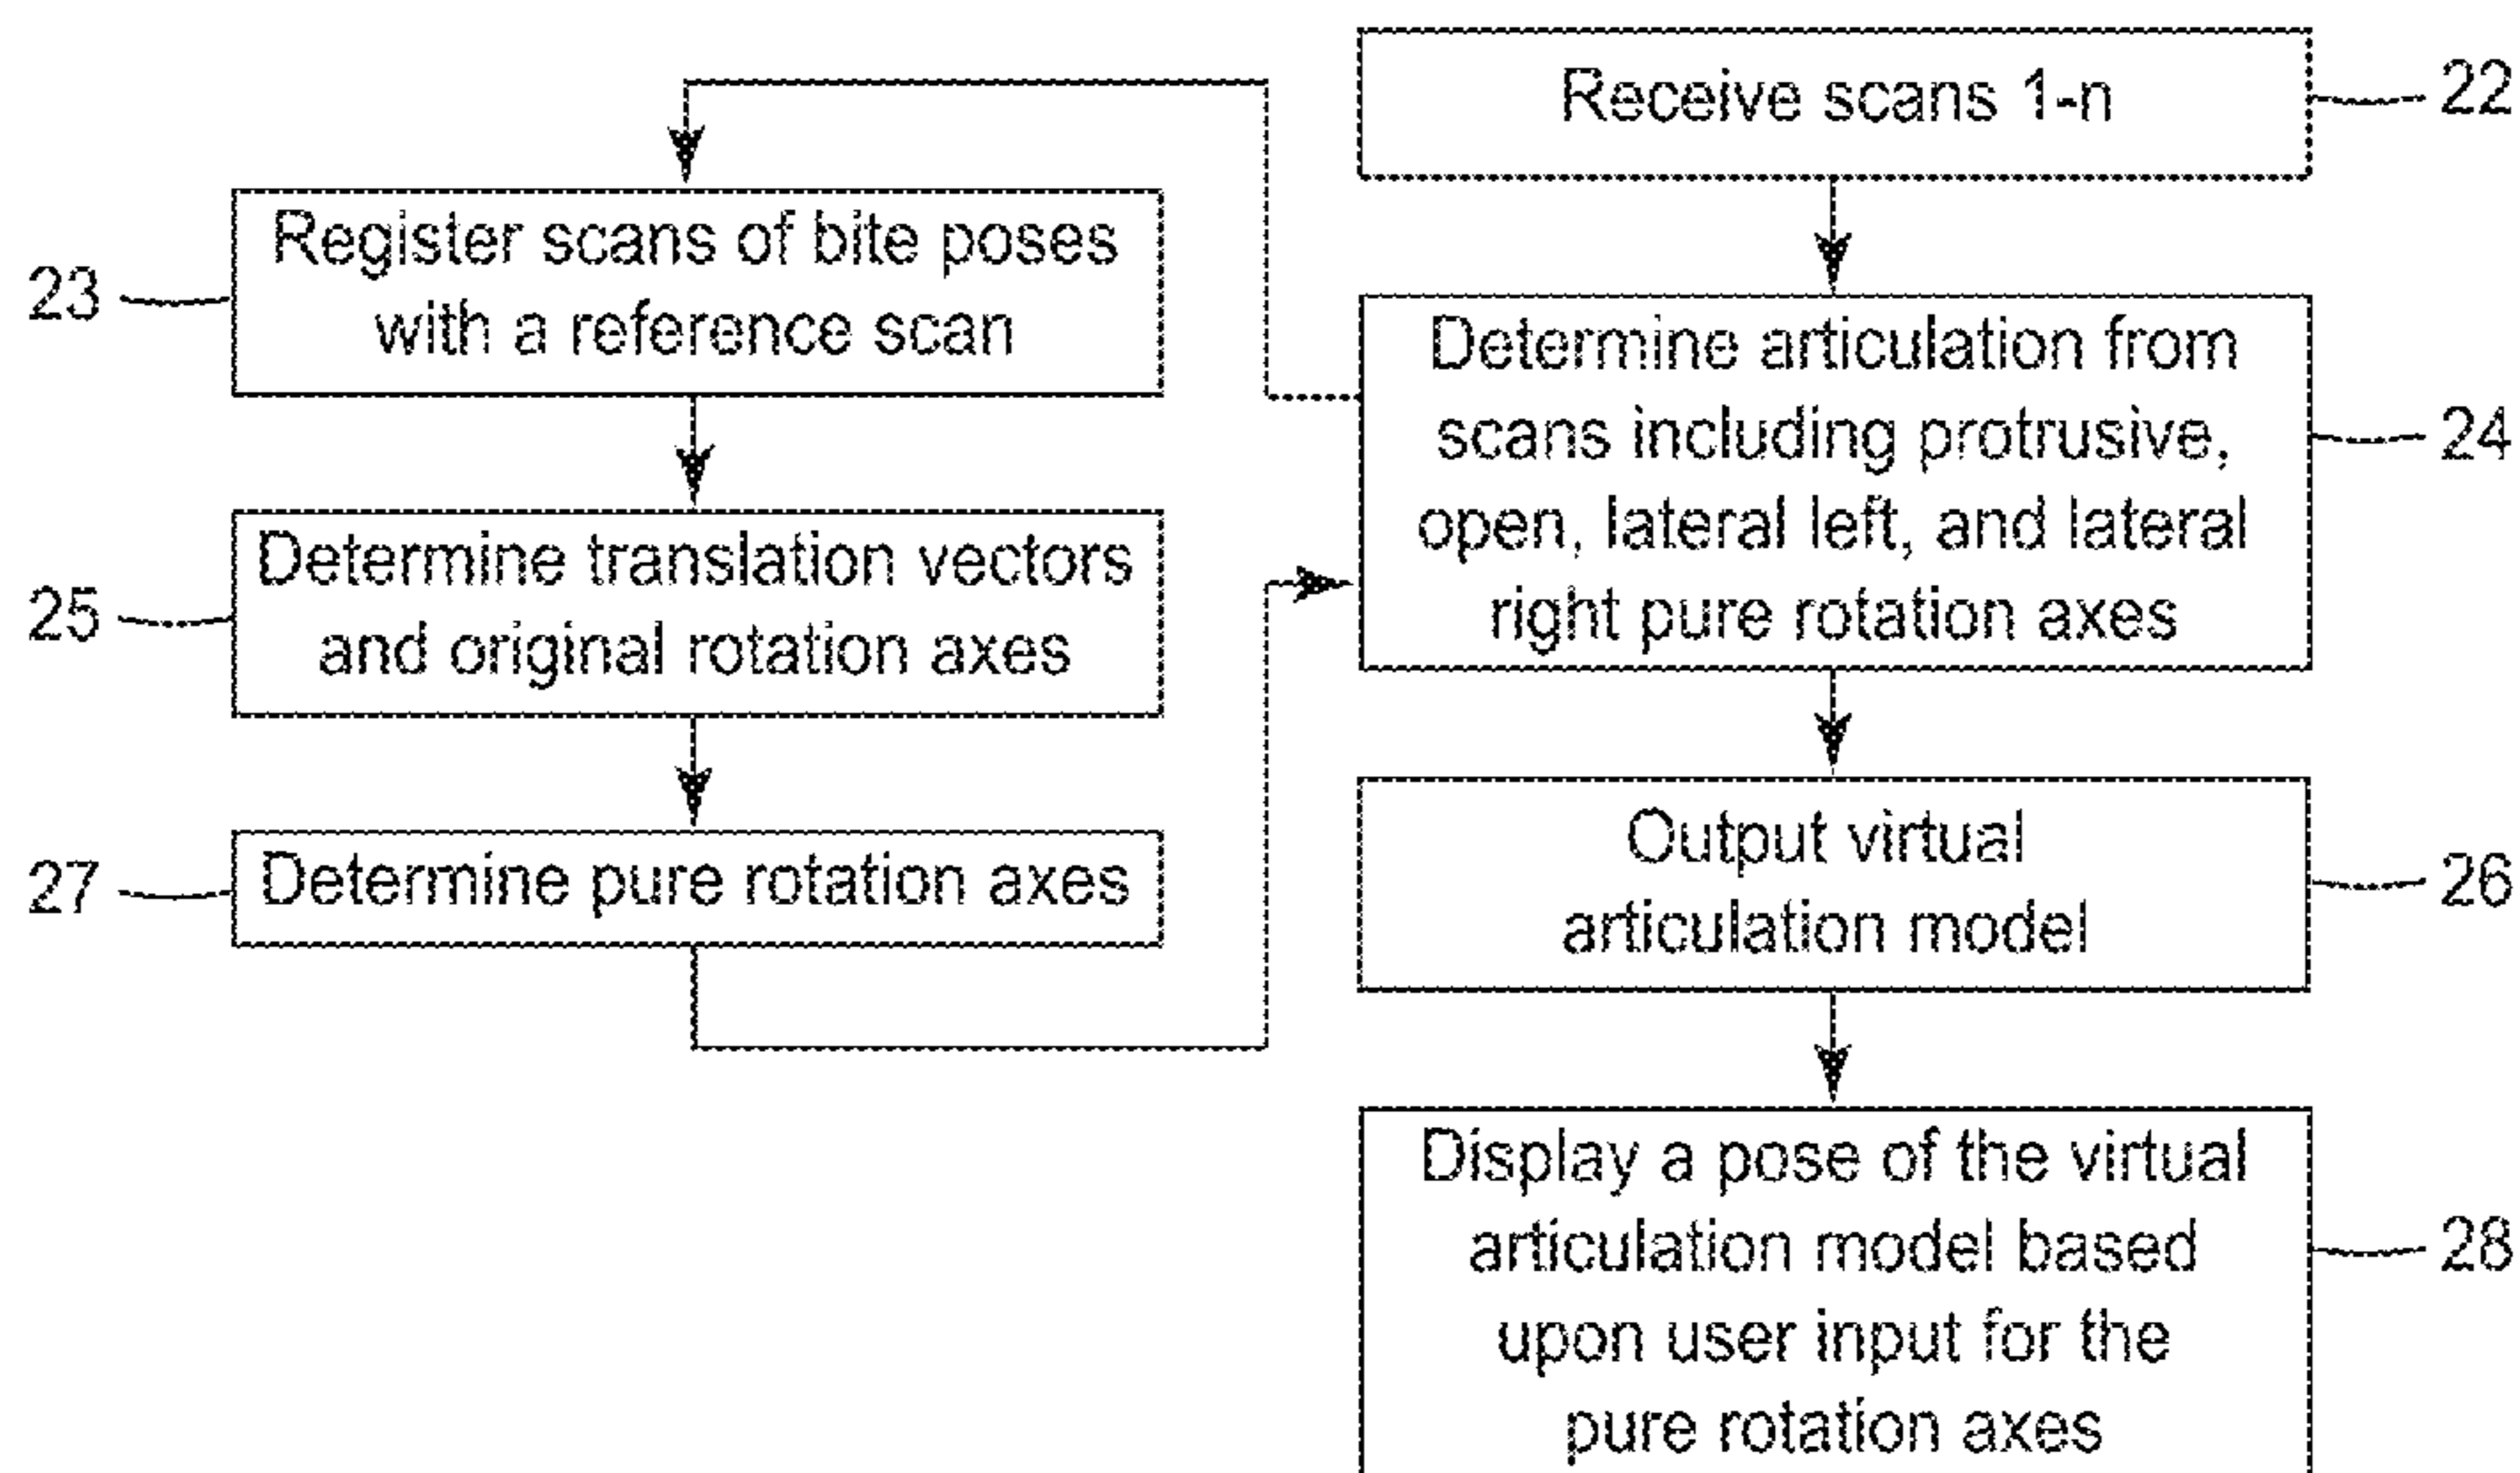 Receive scans 1-n
22
Register scans of bite poses
with a reference scan
23
Determine articulation from
scans including protrusive,
open, lateral left, and lateral
right pure rotation axes
24
Determine translation vectors
and original rotation axes
25
Determine pure rotation axes
27
Output virtual
articulation model
26
Display a pose of the virtual
articulation model based
upon user input for the
pure rotation axes
28